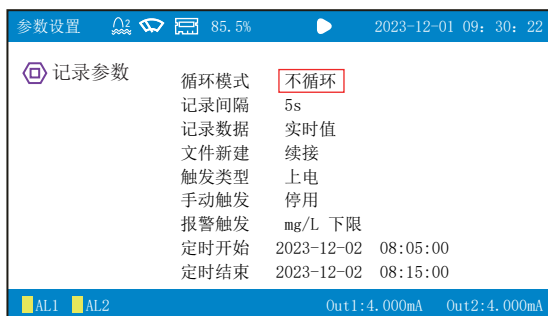 参数设置 2 85.5% 2023-12-01 09：30：22
记录参数
循环模式 不循环
记录间隔 5s
记录数据 实时值
文件新建 续接
触发类型 上电
手动触发 停用
报警触发 mg/L 下限
定时开始 2023-12-02 08:05:00
定时结束 2023-12-02 08:15:00
AL1 AL2 Out1:4.000mA Out2:4.000mA